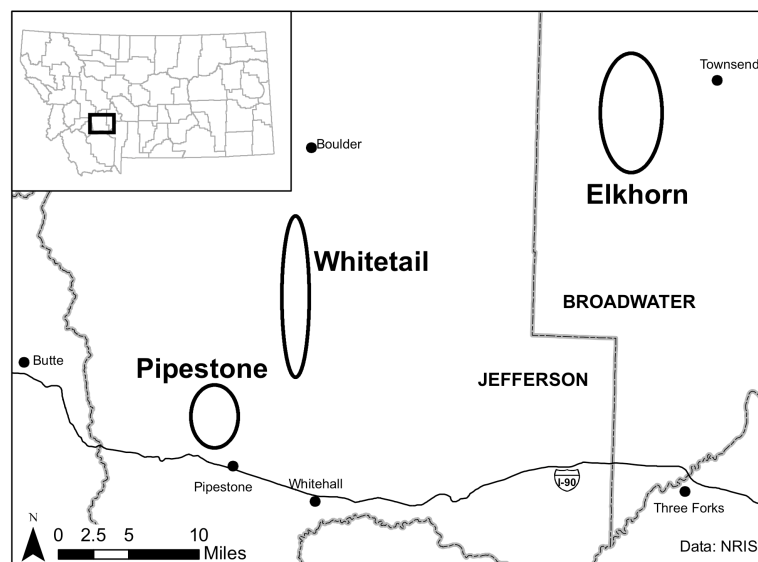 Townsend
Boulder
Elkhorn
Whitetail
BROADWATER
Butte
Pipestone
JEFFERSON
Pipestone
Whitehall
I-90
Three Forks
N
0 2.5 5 10
Miles
Data: NRIS